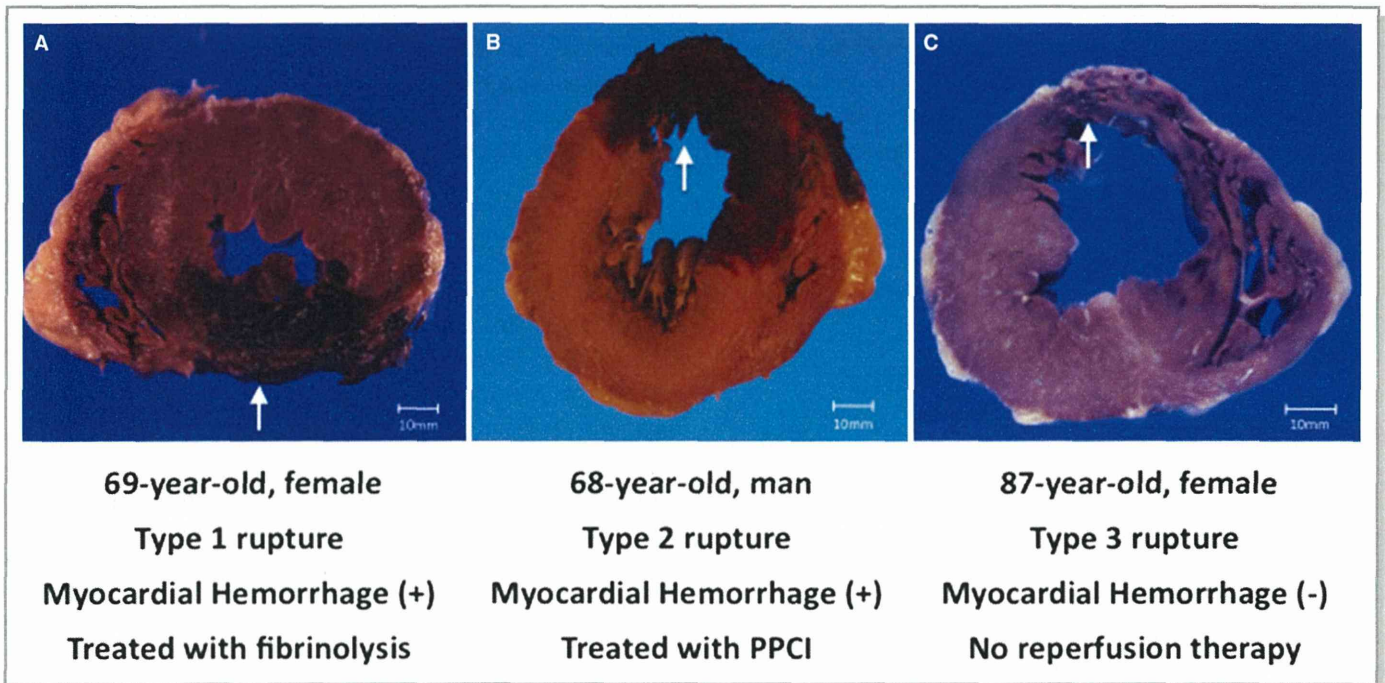 A
B
C
10mm
10mm
10mm
69-year-old, female
Type 1 rupture
Myocardial Hemorrhage (+)
Treated with fibrinolysis
68-year-old, man
Type 2 rupture
Myocardial Hemorrhage (+)
Treated with PPCI
87-year-old, female
Type 3 rupture
Myocardial Hemorrhage (-)
No reperfusion therapy